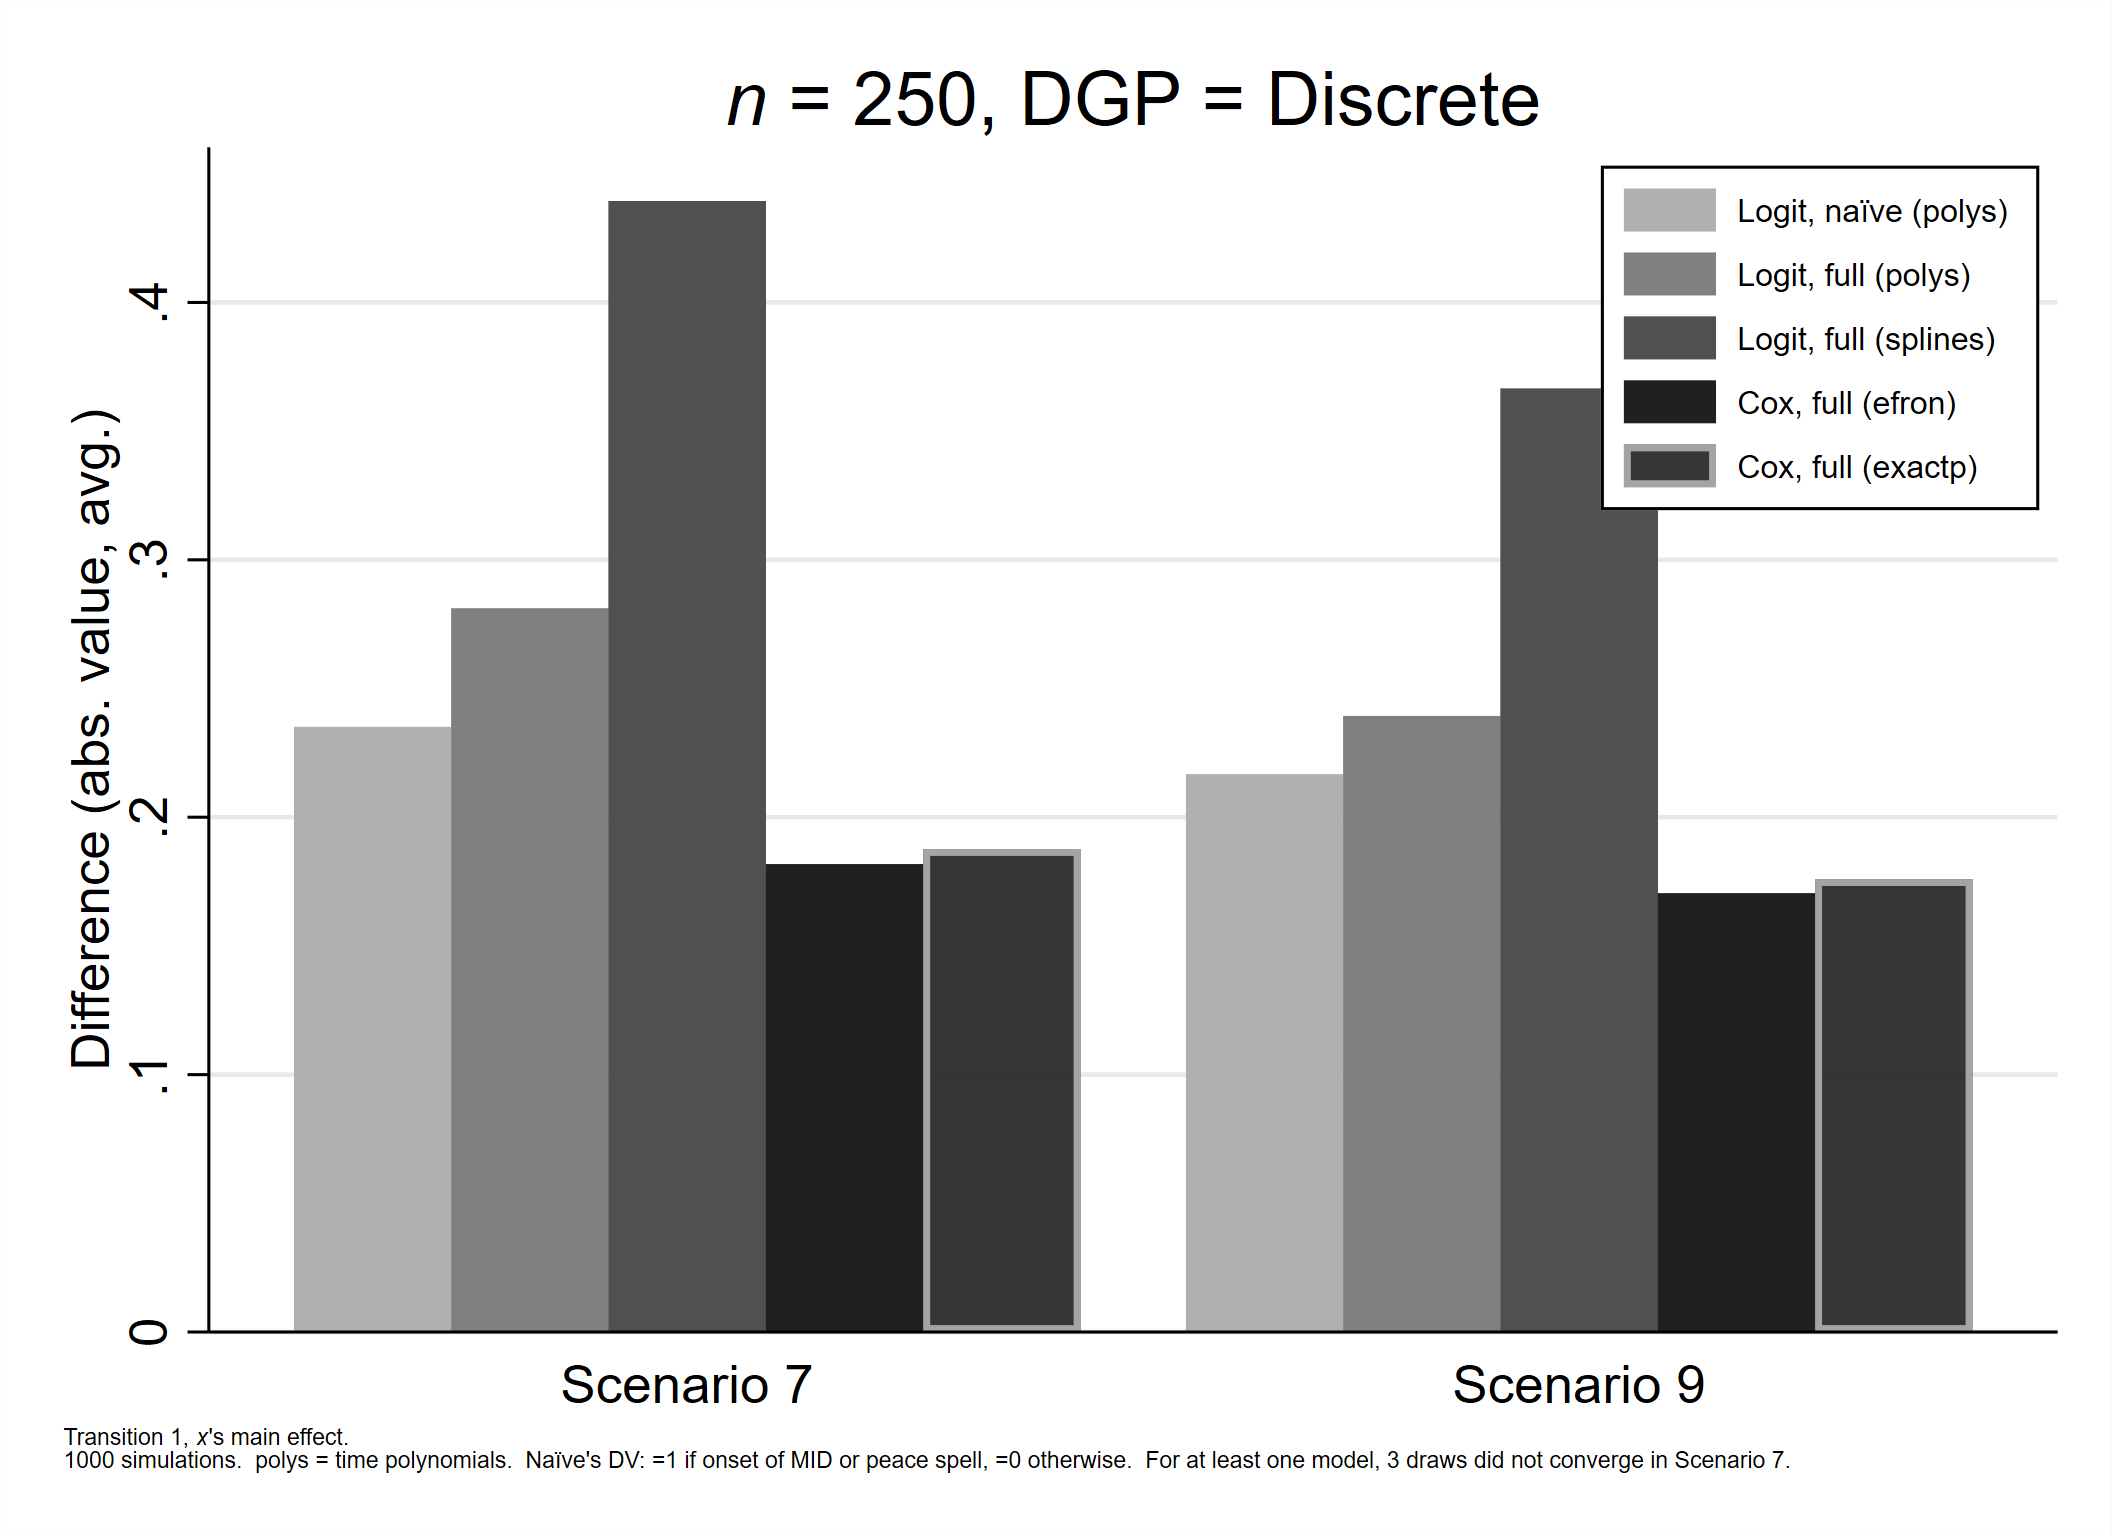 n = 250, DGP = Discrete
Difference (abs. value, avg.)
.4
.3
.2
.1
0
Logit, naïve (polys)
Logit, full (polys)
Logit, full (splines)
Cox, full (efron)
Cox, full (exactp)
Scenario 7
Scenario 9
Transition 1, x's main effect.
1000 simulations.  polys = time polynomials.  Naïve's DV: =1 if onset of MID or peace spell, =0 otherwise.  For at least one model, 3 draws did not converge in Scenario 7.